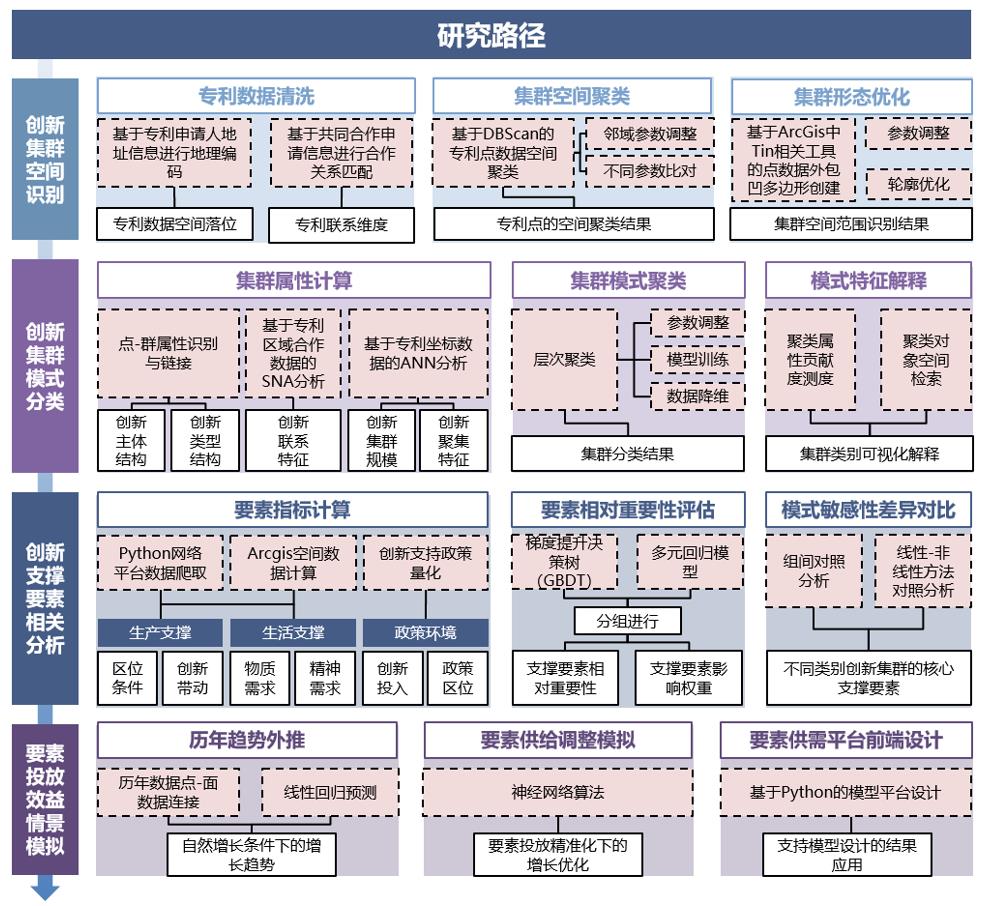 研究路径
创新
集群
空间
识别
专利数据清洗
基于专利申请人地
址信息进行地理编
码
基于共同合作申
请信息进行合作
关系匹配
专利数据空间落位
专利联系维度
集群空间聚类
基于DBScan的
专利点数据空间
聚类
邻域参数调整
不同参数比对
专利点的空间聚类结果
集群形态优化
基于ArcGis中
Tin相关工具
的点数据外包
凹多边形创建
参数调整
轮廓优化
集群空间范围识别结果
创新
集群
模式
分类
集群属性计算
点-群属性识别
与链接
基于专利
区域合作
数据的
SNA分析
基于专利坐标数
据的ANN分析
创新
主体
结构
创新
类型
结构
创新
联系
特征
创新
集群
规模
创新
聚集
特征
集群模式聚类
层次聚类
参数调整
模型训练
数据降维
集群分类结果
模式特征解释
聚类属
性贡献
度测度
聚类对
象空间
检索
集群类别可视化解释
创新
支撑
要素
相关
分析
要素指标计算
Python网络
平台数据爬取
Arcgis空间数
据计算
创新支持政策
量化
生产支撑
生活支撑
政策环境
区位
条件
创新
带动
物质
需求
精神
需求
创新
投入
政策
区位
要素相对重要性评估
梯度提升决
策树
（GBDT）
多元回归模
型
分组进行
支撑要素相
对重要性
支撑要素影
响权重
模式敏感性差异对比
组间对照
分析
线性-非
线性方法
对照分析
不同类别创新集群的核心
支撑要素
要素
投放
效益
情景
模拟
历年趋势外推
历年数据点-面
数据连接
线性回归预测
自然增长条件下的增
长趋势
要素供给调整模拟
神经网络算法
要素投放精准化下的
增长优化
要素供需平台前端设计
基于Python的模型平台设计
支持模型设计的结果
应用